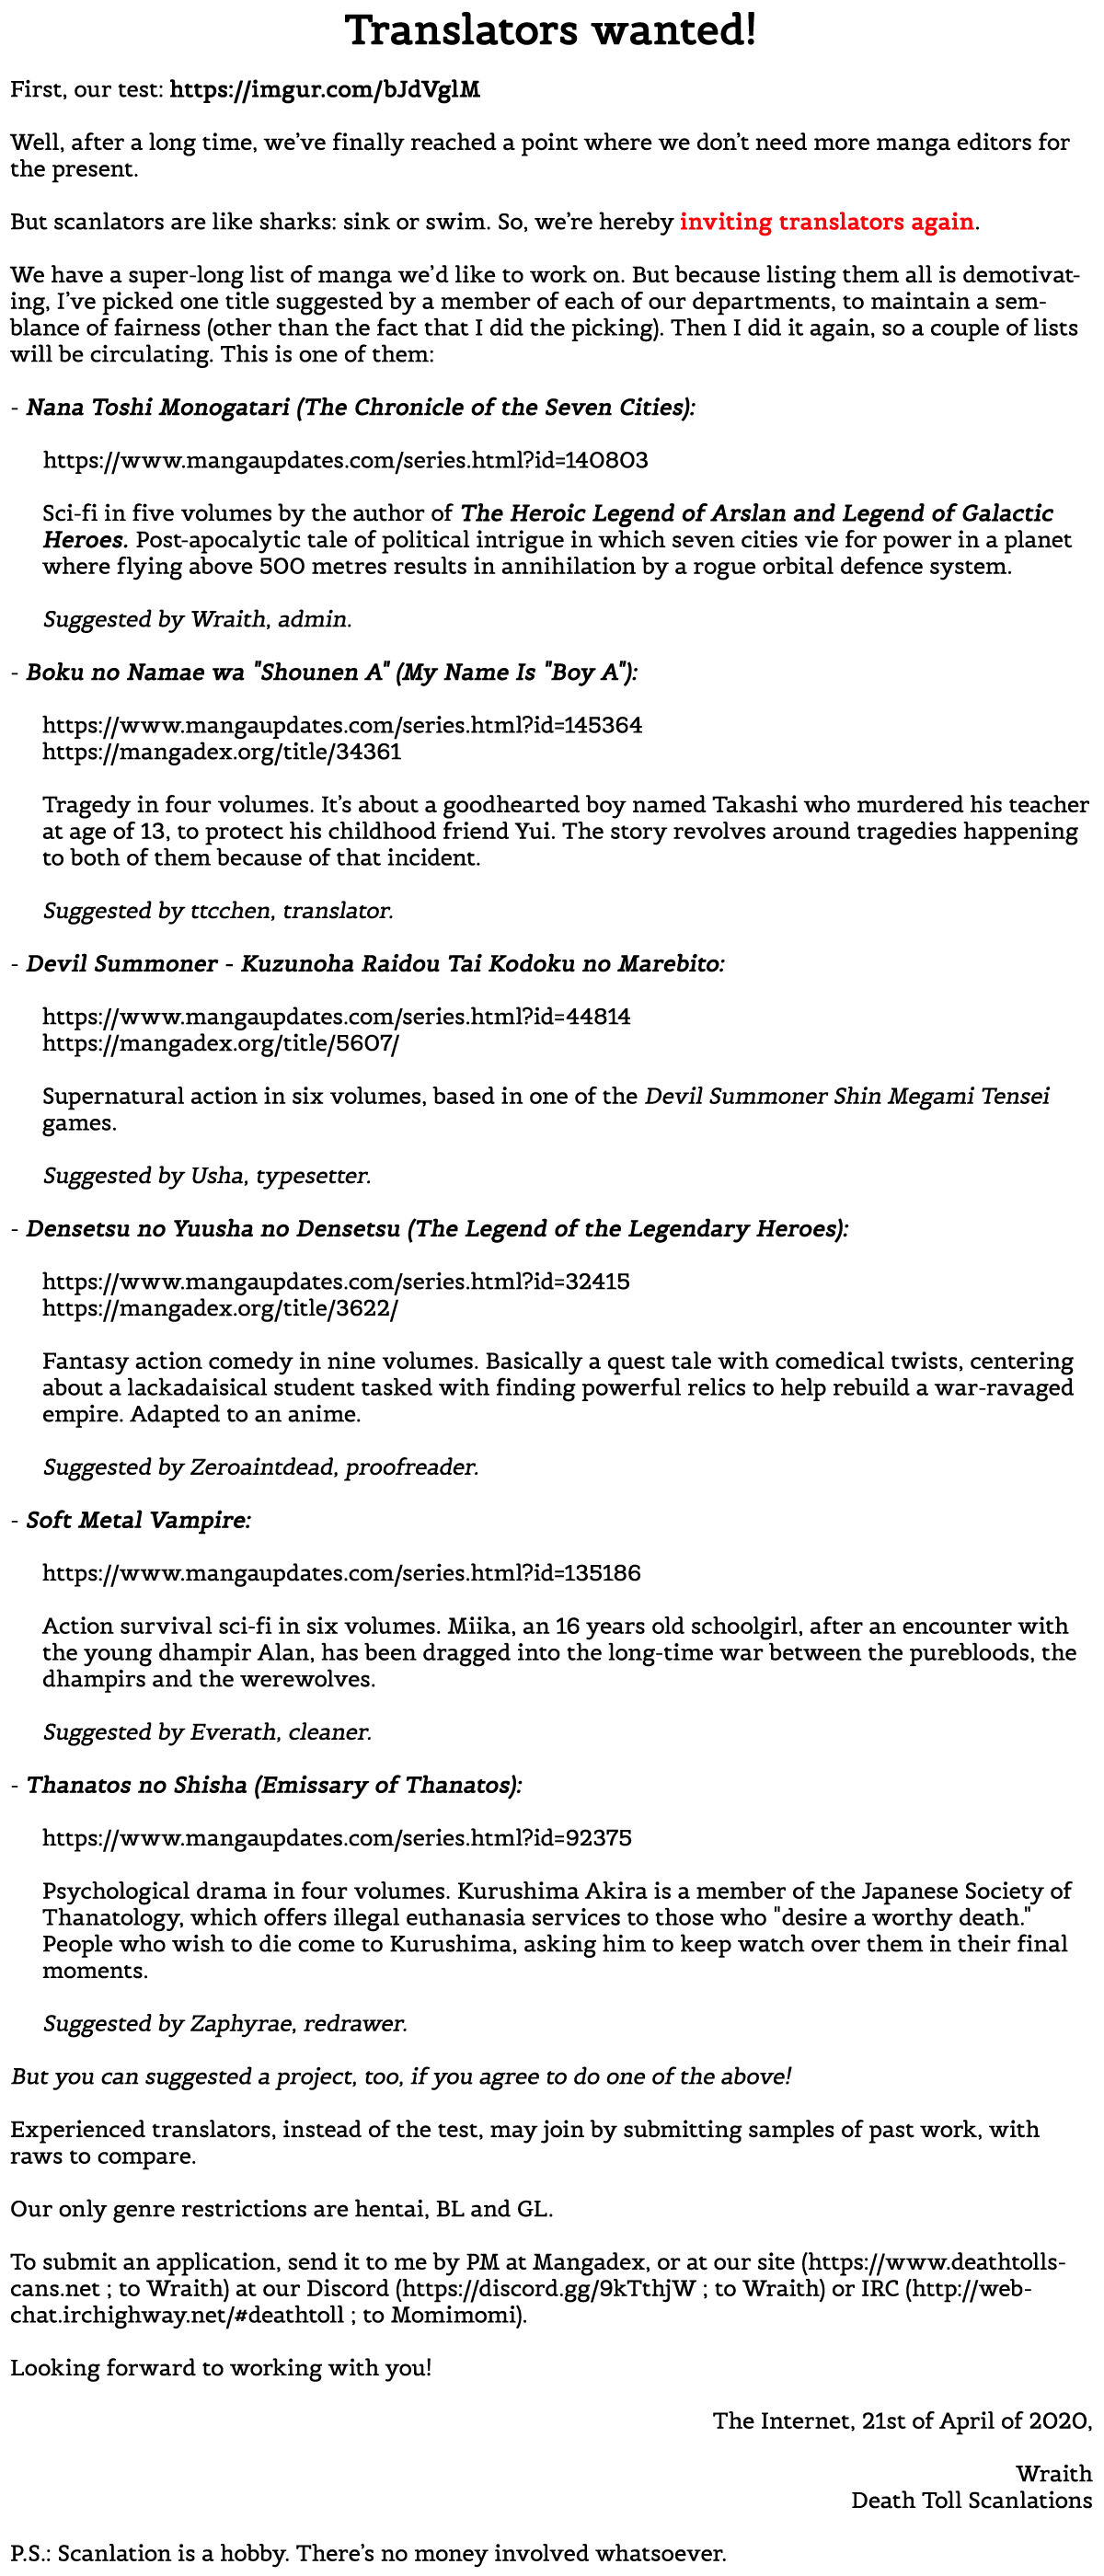 Translators wanted!
First, our test: https://imgur.com/bJdVglM
Well, after a long time, we've finally reached a point where we don't need more manga editors for
the present.
But scanlators are like sharks: sink or swim. So, we're hereby inviting translators again.
We have a super-long list of manga we'd like to work on. But because listing them all is demotivat-
ing, I've picked one title suggested by a member of each of our departments, to maintain a sem-
blance of fairness (other than the fact that I did the picking). Then I did it again, so a couple of lists
will be circulating. This is one of them:
- Nana Toshi Monogatari (The Chronicle of the Seven Cities):
https://www.mangaupdates.com/series.html?id=140803
Sci-fi in five volumes by the author of The Heroic Legend of Arslan and Legend of Galactic
Heroes. Post-apocalytic tale of political intrigue in which seven cities vie for power in a planet
where flying above 500 metres results in annihilation by a rogue orbital defence system.
Suggested by Wraith, admin.
- Boku no Namae wa "Shounen A" (My Name Is "Boy A"):
https://www.mangaupdates.com/series.html?id=145364
https://mangadex.org/title/34361
Tragedy in four volumes. It's about a goodhearted boy named Takashi who murdered his teacher
at age of 13, to protect his childhood friend Yui. The story revolves around tragedies happening
to both of them because of that incident.
Suggested by ttcchen, translator.
- Devil Summoner - Kuzunoha Raidou Tai Kodoku no Marebito:
https://www.mangaupdates.com/series.html?id=44814
https://mangadex.org/title/5607/
Supernatural action in six volumes, based in one of the Devil Summoner Shin Megami Tensei
games.
Suggested by Usha, typesetter.
- Densetsu no Yuusha no Densetsu (The Legend of the Legendary Heroes):
https://www.mangaupdates.com/series.html?id=32415
https://mangadex.org/title/3622/
Fantasy action comedy in nine volumes. Basically a quest tale with comedical twists, centering
about a lackadaisical student tasked with finding powerful relics to help rebuild a war-ravaged
empire. Adapted to an anime.
Suggested by Zeroaintdead, proofreader.
- Soft Metal Vampire:
https://www.mangaupdates.com/series.html?id=135186
Action survival sci-fi in six volumes. Miika, an 16 years old schoolgirl, after an encounter with
the young dhampir Alan, has been dragged into the long-time war between the purebloods, the
dhampirs and the werewolves.
Suggested by Everath, cleaner.
- Thanatos no Shisha (Emissary of Thanatos):
https://www.mangaupdates.com/series.html?id=92375
Psychological drama in four volumes. Kurushima Akira is a member of the Japanese Society of
Thanatology, which offers illegal euthanasia services to those who "desire a worthy death."
People who wish to die come to Kurushima, asking him to keep watch over them in their final
moments.
Suggested by Zaphyrae, redrawer.
But you can suggested a project, too, if you agree to do one of the above!
Experienced translators, instead of the test, may join by submitting samples of past work, with
raws to compare.
Our only genre restrictions are hentai, BL and GL.
To submit an application, send it to me by PM at Mangadex, or at our site (https://www.deathtolls-
cans.net ; to Wraith) at our Discord (https://discord.gg/9kTthjW ; to Wraith) or IRC (http://web-
chat.irchighway.net/#deathtoll ; to Momimomi).
Looking forward to working with you!
The Internet, 21st of April of 2020,
Wraith
Death Toll Scanlations
P.S.: Scanlation is a hobby. There's no money involved whatsoever.